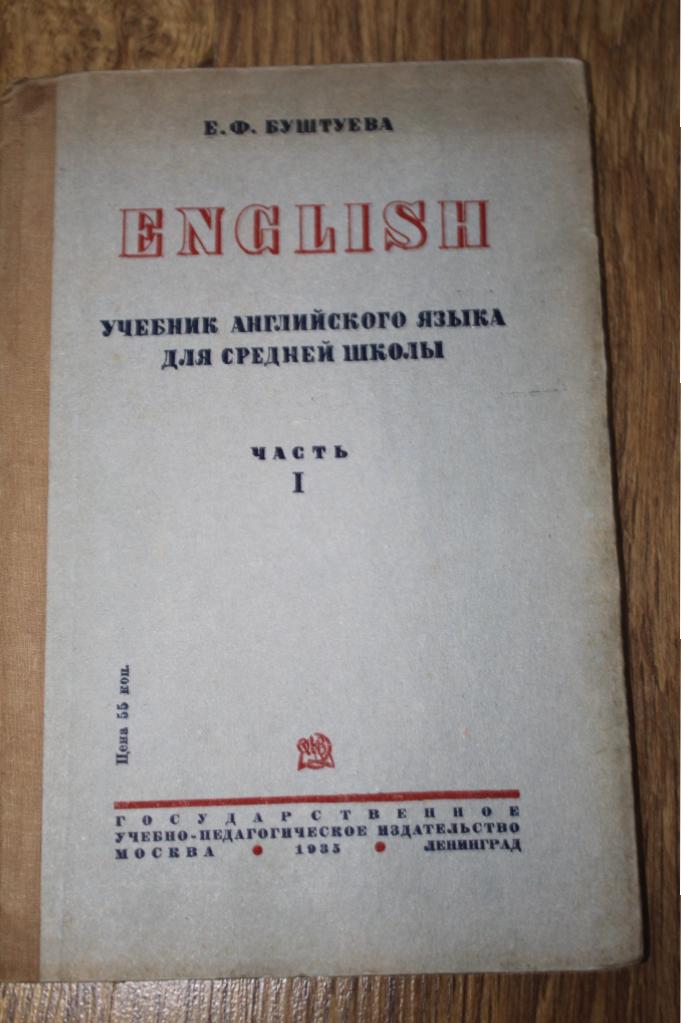 Е. Ф. БУШТУЕВА
ENGLISH
УЧЕБНИК АНГЛИЙСКОГО ЯЗЫКА
ДЛЯ СРЕДНЕЙ ШКОЛЫ
ЧАСТЬ
I
Цена 55 коп.
ГОСУДАРСТВЕННОЕ
УЧЕБНО-ПЕДАГОГИЧЕСКОЕ ИЗДАТЕЛЬСТВО
МОСКВА • 1935 • ЛЕНИНГРАД